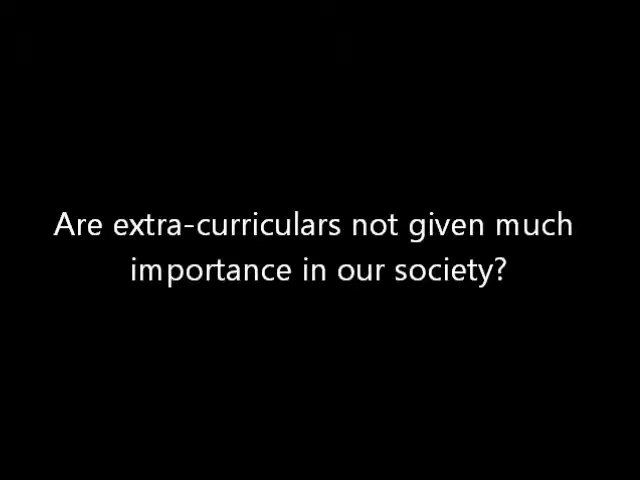 Are extra-curriculars not given much
importance in our society?